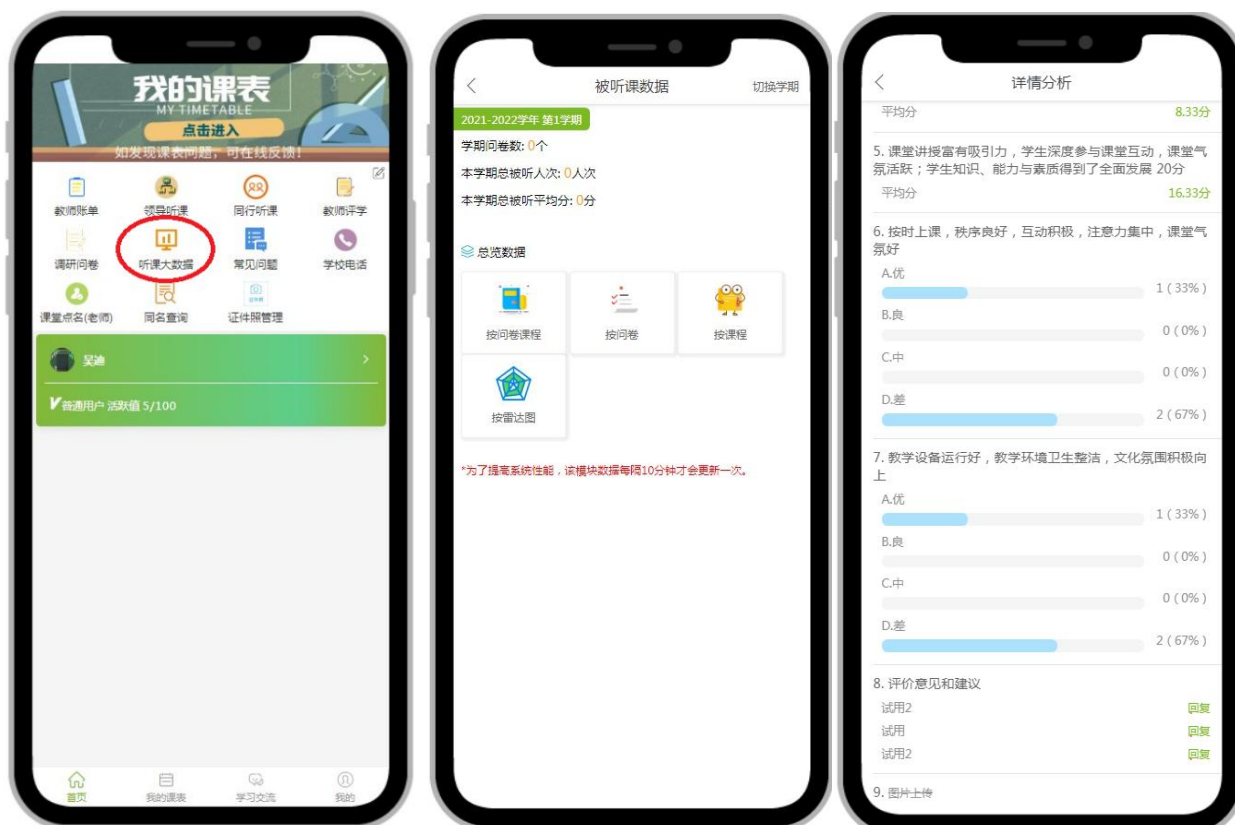 我的课表
MY TIMETABLE
点击进入
如发现课表问题，可在线反馈！
教师账单 领导听课 同行听课 教师评学
调研问卷 听课大数据 常见问题 学校电话
课堂点名(老师) 同名查询 证件照管理
吴迪
普通用户 活跃值 5/100
首页 我的课表 学习交流 我的
被听课数据 切换学期
2021-2022学年 第1学期
学期问卷数: 0个
本学期总被听人次: 0人次
本学期总被听平均分: 0分
总览数据
按问卷课程 按问卷 按课程
按雷达图
*为了提高系统性能，该模块数据每隔10分钟才会更新一次。
详情分析
平均分 8.33分
5. 课堂讲授富有吸引力，学生深度参与课堂互动，课堂气
氛活跃；学生知识、能力与素质得到了全面发展 20分
平均分 16.33分
6. 按时上课，秩序良好，互动积极，注意力集中，课堂气
氛好
A.优
1 ( 33% )
B.良
0 ( 0% )
C.中
0 ( 0% )
D.差
2 ( 67% )
7. 教学设备运行好，教学环境卫生整洁，文化氛围积极向
上
A.优
1 ( 33% )
B.良
0 ( 0% )
C.中
0 ( 0% )
D.差
2 ( 67% )
8. 评价意见和建议
试用2 回复
试用 回复
试用2 回复
9. 图片上传